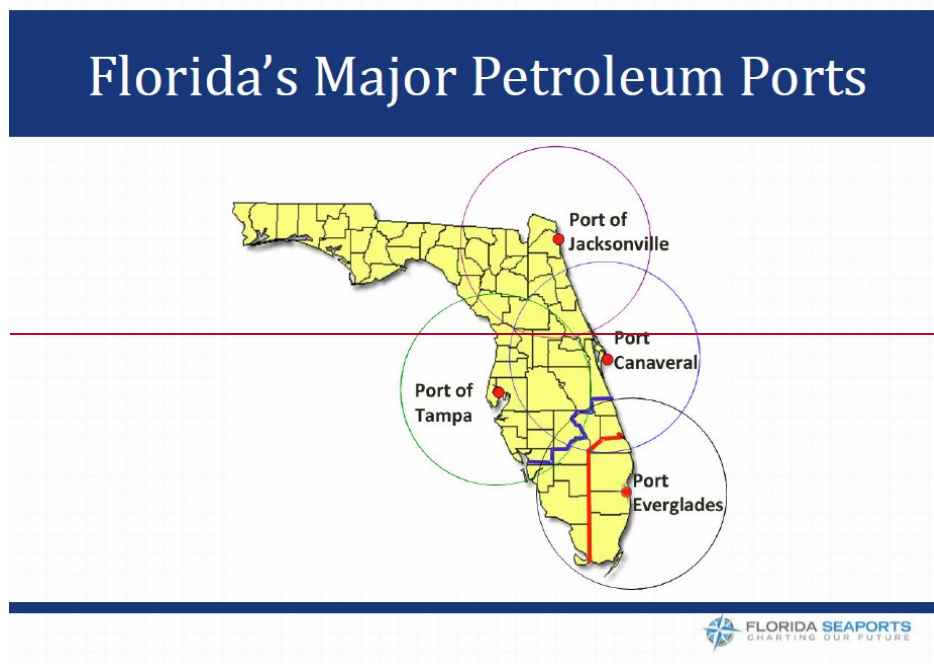 Florida's Major Petroleum Ports
Port of
Jacksonville
Port
Canaveral
Port of
Tampa
Port
Everglades
FLORIDA SEAPORTS
CHARTING OUR FUTURE